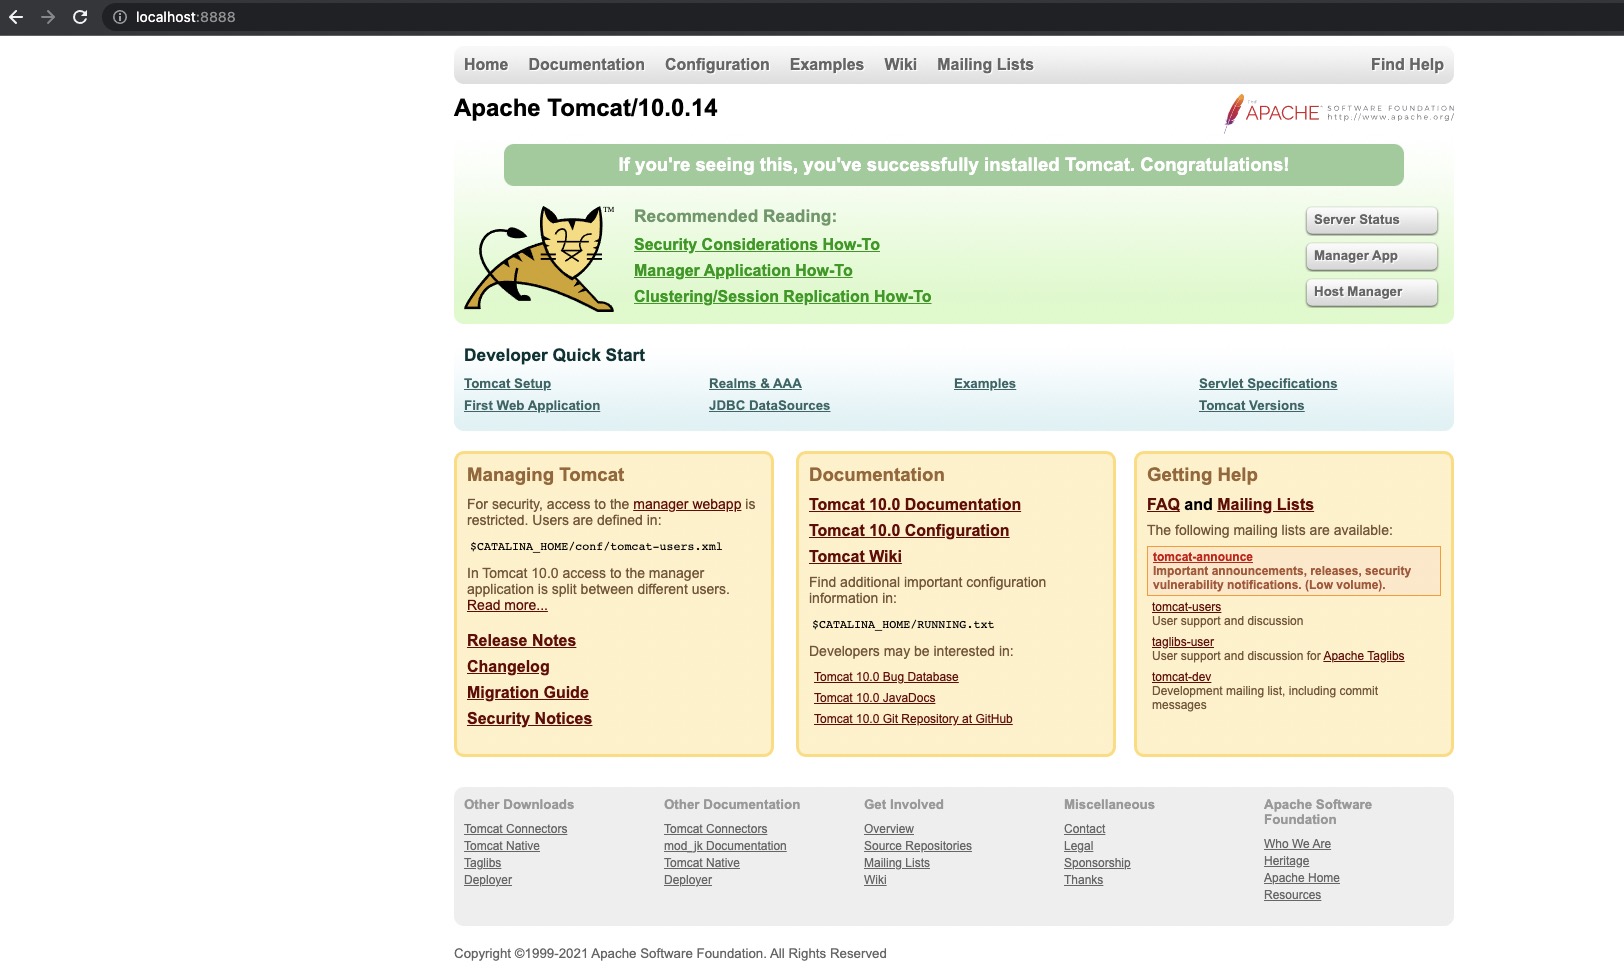 localhost:8888
Home Documentation Configuration Examples Wiki Mailing Lists Find Help
Apache Tomcat/10.0.14
THE APACHE SOFTWARE FOUNDATION
http://www.apache.org/
If you're seeing this, you've successfully installed Tomcat. Congratulations!
TM
Recommended Reading:
Security Considerations How-To
Manager Application How-To
Clustering/Session Replication How-To
Server Status
Manager App
Host Manager
Developer Quick Start
Tomcat Setup
First Web Application
Realms & AAA
JDBC DataSources
Examples
Servlet Specifications
Tomcat Versions
Managing Tomcat
For security, access to the manager webapp is
restricted. Users are defined in:
$CATALINA_HOME/conf/tomcat-users.xml
In Tomcat 10.0 access to the manager
application is split between different users.
Read more...
Release Notes
Changelog
Migration Guide
Security Notices
Documentation
Tomcat 10.0 Documentation
Tomcat 10.0 Configuration
Tomcat Wiki
Find additional important configuration
information in:
$CATALINA_HOME/RUNNING.txt
Developers may be interested in:
Tomcat 10.0 Bug Database
Tomcat 10.0 JavaDocs
Tomcat 10.0 Git Repository at GitHub
Getting Help
FAQ and Mailing Lists
The following mailing lists are available:
tomcat-announce
Important announcements, releases, security
vulnerability notifications. (Low volume).
tomcat-users
User support and discussion
taglibs-user
User support and discussion for Apache Taglibs
tomcat-dev
Development mailing list, including commit
messages
Other Downloads
Tomcat Connectors
Tomcat Native
Taglibs
Deployer
Other Documentation
Tomcat Connectors
mod_jk Documentation
Tomcat Native
Deployer
Get Involved
Overview
Source Repositories
Mailing Lists
Wiki
Miscellaneous
Contact
Legal
Sponsorship
Thanks
Apache Software
Foundation
Who We Are
Heritage
Apache Home
Resources
Copyright ©1999-2021 Apache Software Foundation. All Rights Reserved